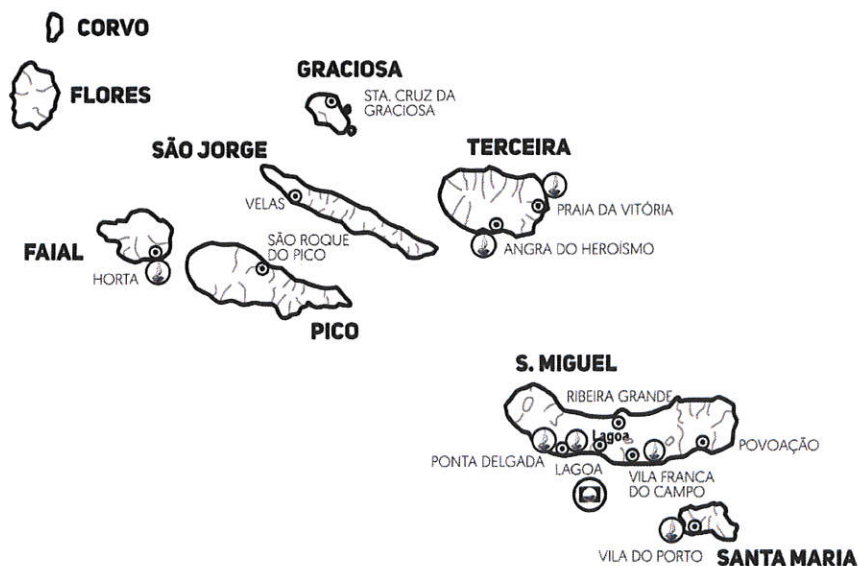 CORVO
FLORES
GRACIOSA
STA. CRUZ DA
GRACIOSA
SÃO JORGE
VELAS
TERCEIRA
PRAIA DA VITÓRIA
ANGRA DO HEROÍSMO
FAIAL
HORTA
SÃO ROQUE
DO PICO
PICO
S. MIGUEL
RIBEIRA GRANDE
Lagoa
PONTA DELGADA
LAGOA
VILA FRANCA
DO CAMPO
POVOAÇÃO
VILA DO PORTO
SANTA MARIA